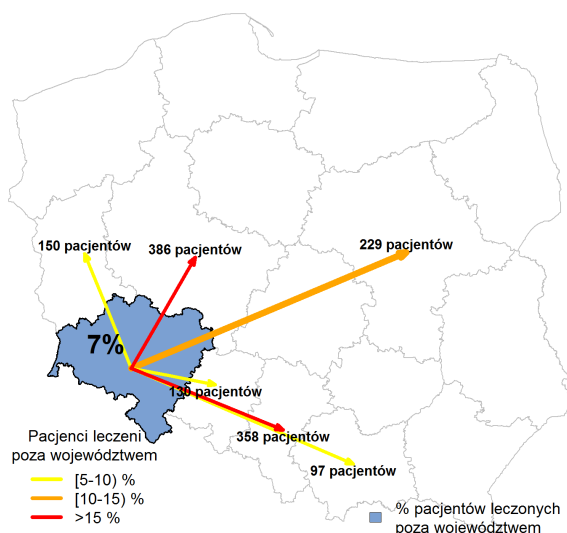 150 pacjentów
386 pacjentów
229 pacjentów
7%
130 pacjentów
358 pacjentów
97 pacjentów
Pacjenci leczeni
poza województwem
[5-10) %
[10-15) %
>15 %
% pacjentów leczonych
poza województwem